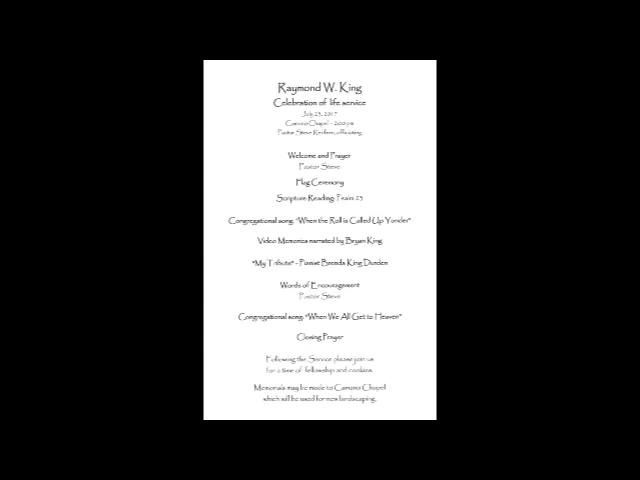 Raymond W. King
Celebration of life service
July 23, 2017
Camano Chapel - 2:00 pm
Pastor Steve Redfern, officiating
Welcome and Prayer
Pastor Steve
Flag Ceremony
Scripture Reading: Psalm 23
Congregational song: "When the Roll is Called Up Yonder"
Video Memories narrated by Bryan King
"My Tribute" - Pianist Brenda King Durden
Words of Encouragement
Pastor Steve
Congregational song: "When We All Get to Heaven"
Closing Prayer
Following the Service please join us
for a time of fellowship and cookies.
Memorials may be made to Camano Chapel
which will be used for new landscaping.